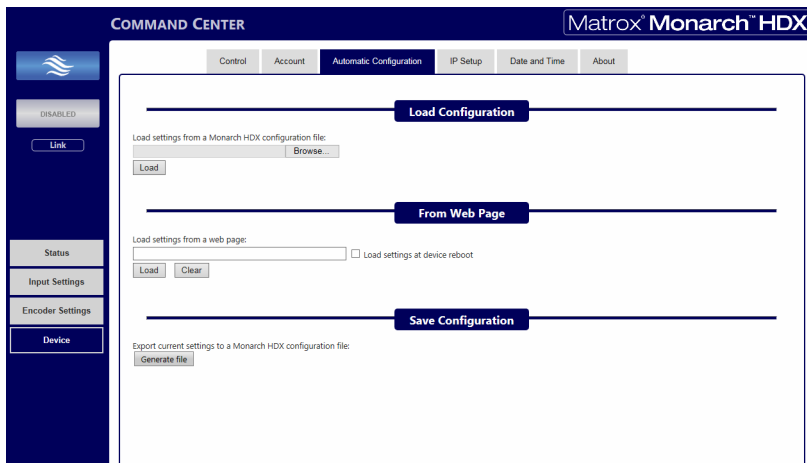 COMMAND CENTER
Matrox® Monarch™ HDX
Control Account Automatic Configuration IP Setup Date and Time About
DISABLED
Link
Status
Input Settings
Encoder Settings
Device
Load Configuration
Load settings from a Monarch HDX configuration file:
Browse...
Load
From Web Page
Load settings from a web page:
Load settings at device reboot
Load Clear
Save Configuration
Export current settings to a Monarch HDX configuration file:
Generate file